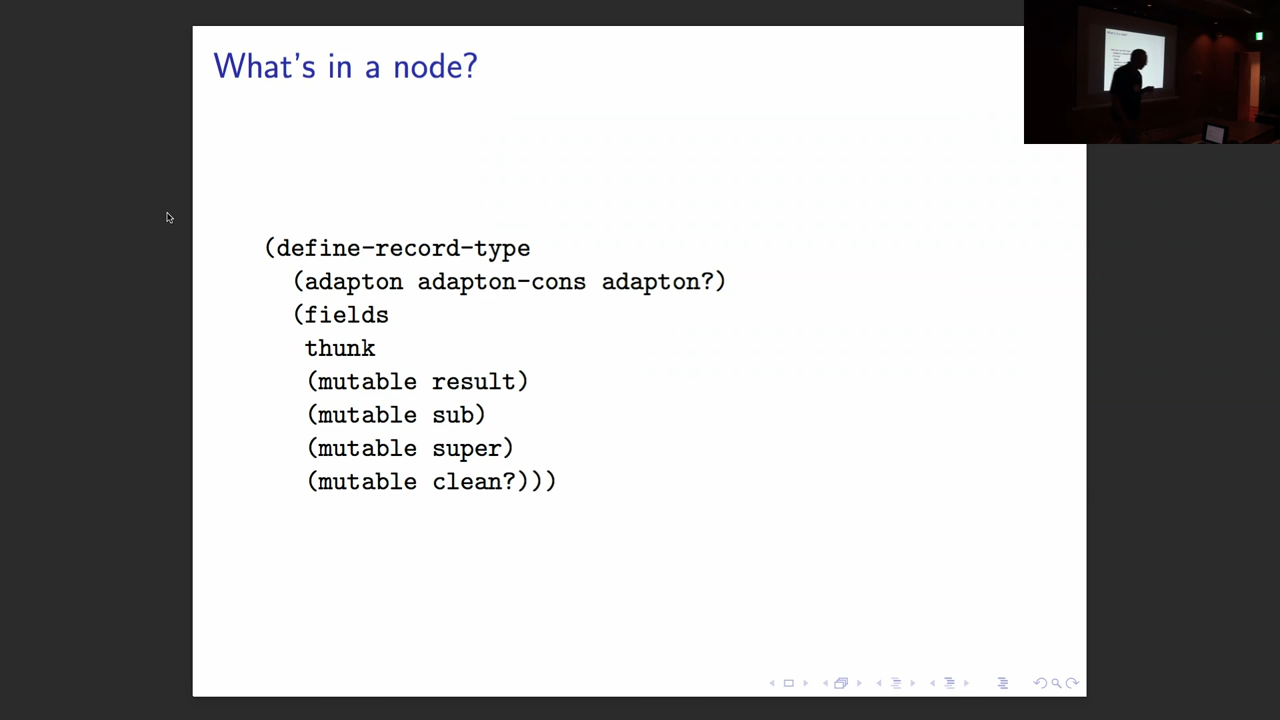 What's in a node?
(define-record-type
(adapton adapton-cons adapton?)
(fields
thunk
(mutable result)
(mutable sub)
(mutable super)
(mutable clean?)))